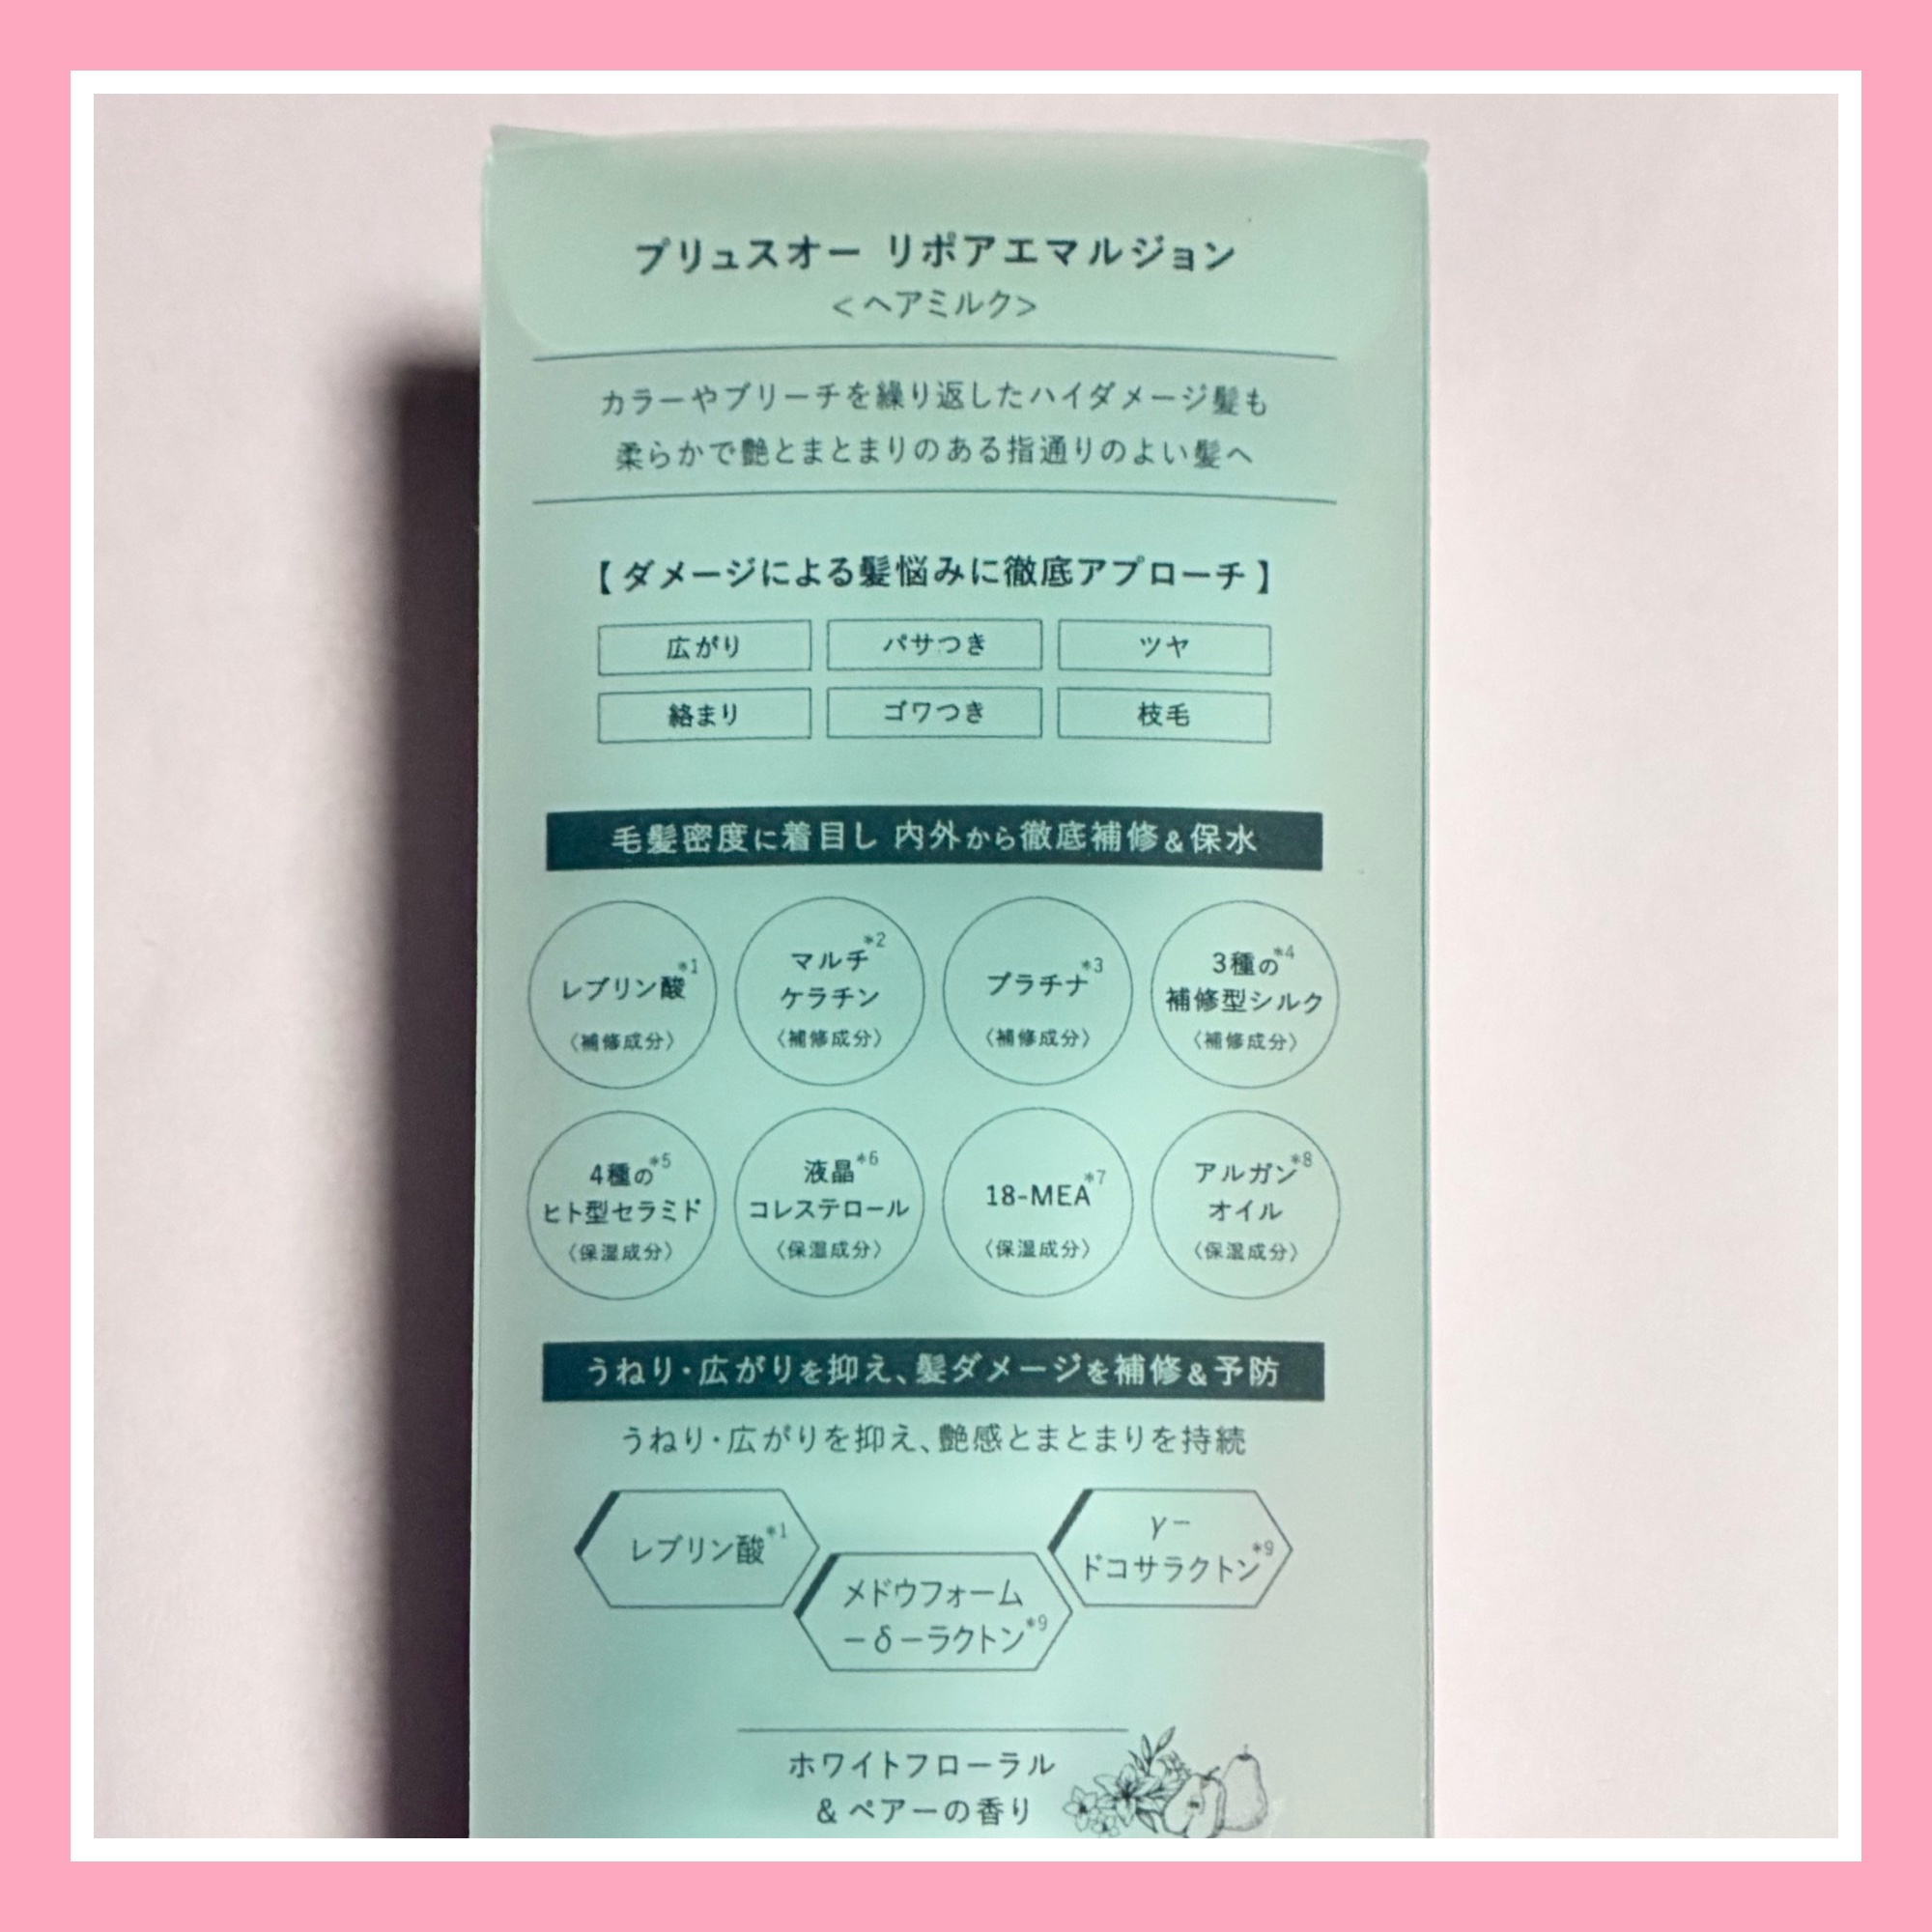 プリュスオー リポアエマルジョン
<ヘアミルク>
カラーやブリーチを繰り返したハイダメージ髪も
柔らかで艶とまとまりのある指通りのよい髪へ
【ダメージによる髪悩みに徹底アプローチ】
広がり パサつき ツヤ
絡まり ゴワつき 枝毛
毛髪密度に着目し 内外から徹底補修&保水
レブリン酸*1
〈補修成分〉
マルチ*2
ケラチン
〈補修成分〉
プラチナ*3
〈補修成分〉
3種の*4
補修型シルク
〈補修成分〉
4種の*5
ヒト型セラミド
〈保湿成分〉
液晶*6
コレステロール
〈保湿成分〉
18-MEA*7
〈保湿成分〉
アルガン*8
オイル
〈保湿成分〉
うねり・広がりを抑え、髪ダメージを補修&予防
うねり・広がりを抑え、艶感とまとまりを持続
レブリン酸*1
メドウフォーム
-δ-ラクトン*9
γ-
ドコサラクトン*9
ホワイトフローラル
&ペアーの香り